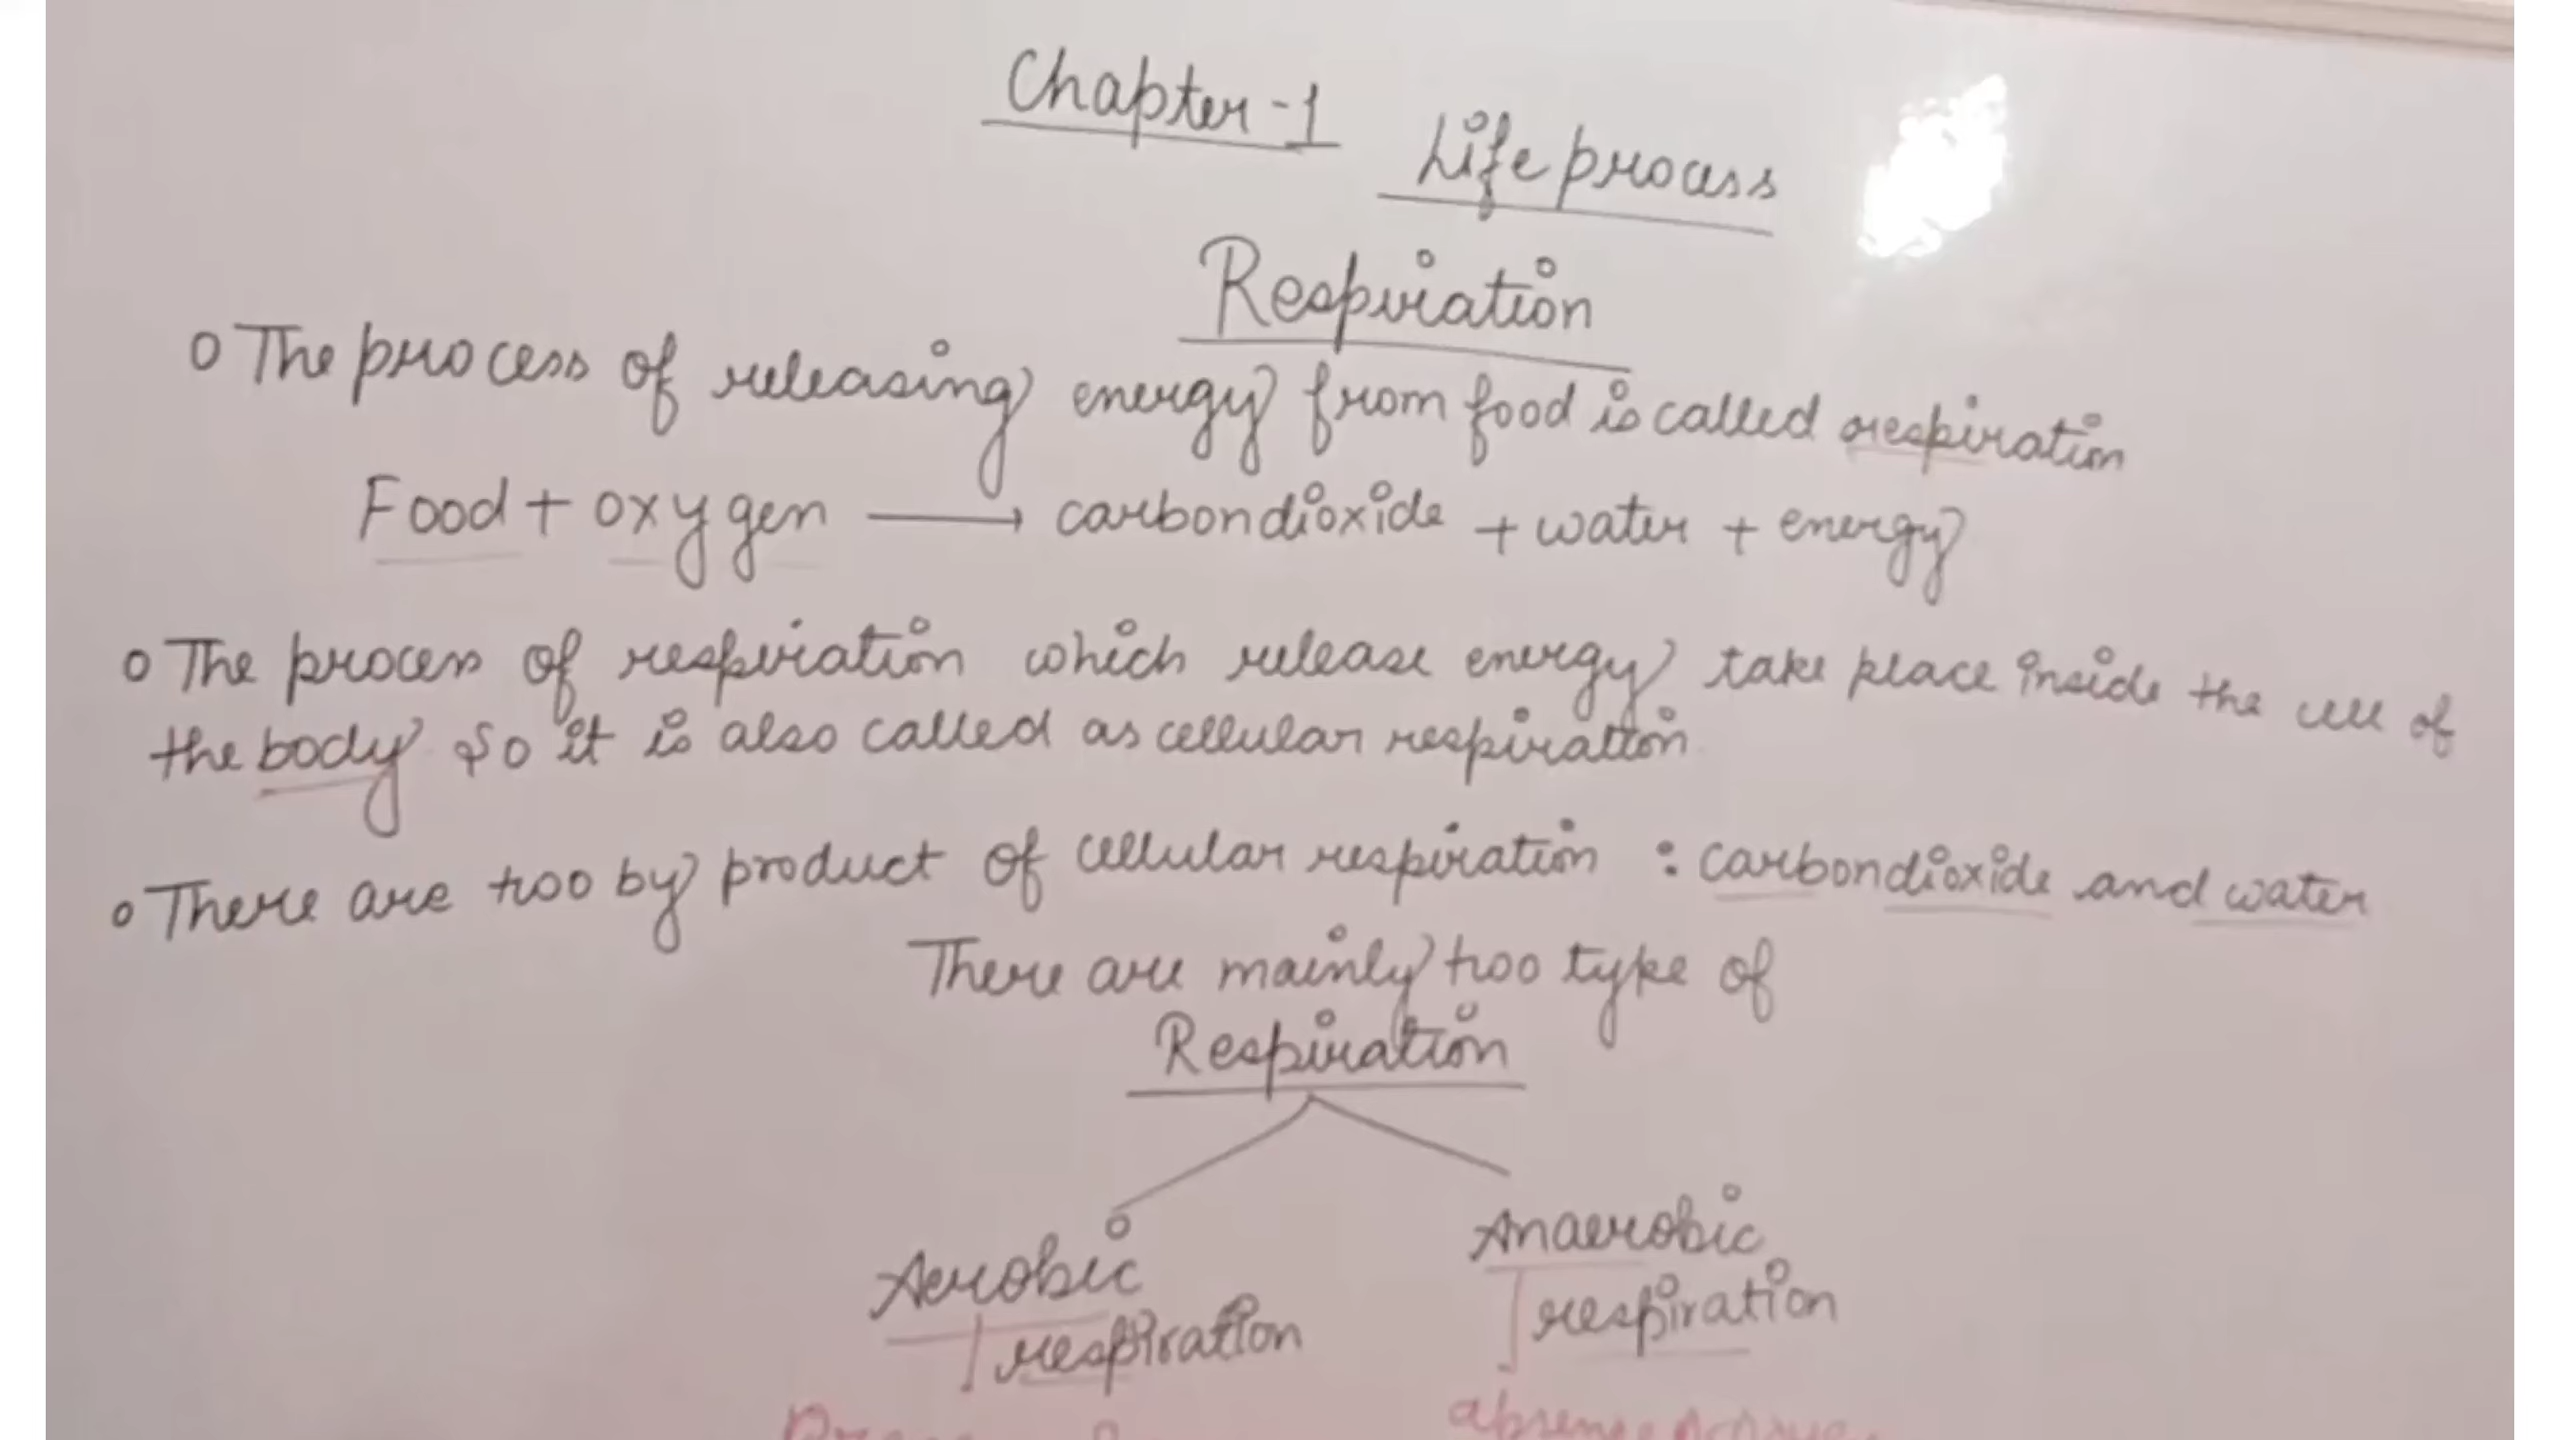 Chapter-1
Life process
Respiration
o The process of releasing energy from food is called respiration
Food + oxygen ⟶ carbondioxide + water + energy
o The process of respiration which release energy take place inside the cell of
the body so it is also called as cellular respiration
o There are two by product of cellular respiration : carbondioxide and water
There are mainly two type of
Respiration
Aerobic
respiration
Anaerobic
respiration